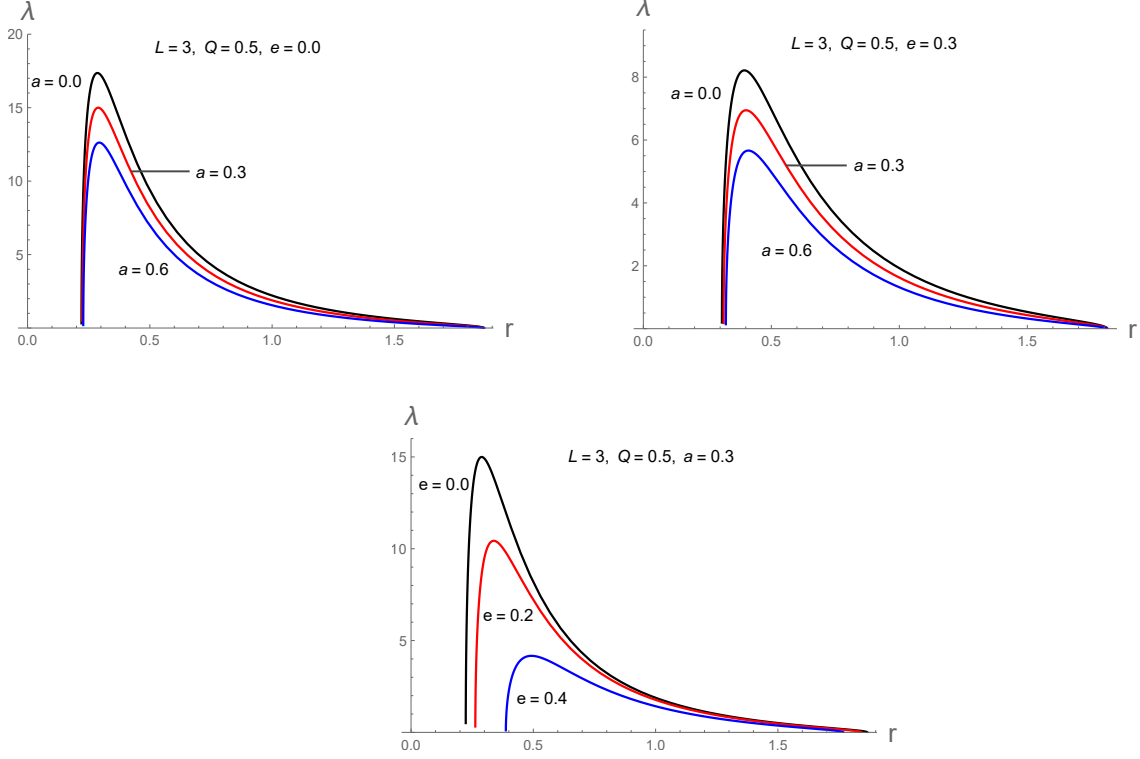 λ
20
L = 3, Q = 0.5, e = 0.0
a = 0.0
15
10
a = 0.3
5
a = 0.6
0.0 0.5 1.0 1.5 r
λ
L = 3, Q = 0.5, e = 0.3
8
a = 0.0
6
a = 0.3
4
a = 0.6
2
0.0 0.5 1.0 1.5 r
λ
15
L = 3, Q = 0.5, a = 0.3
e = 0.0
10
e = 0.2
5
e = 0.4
0.0 0.5 1.0 1.5 r